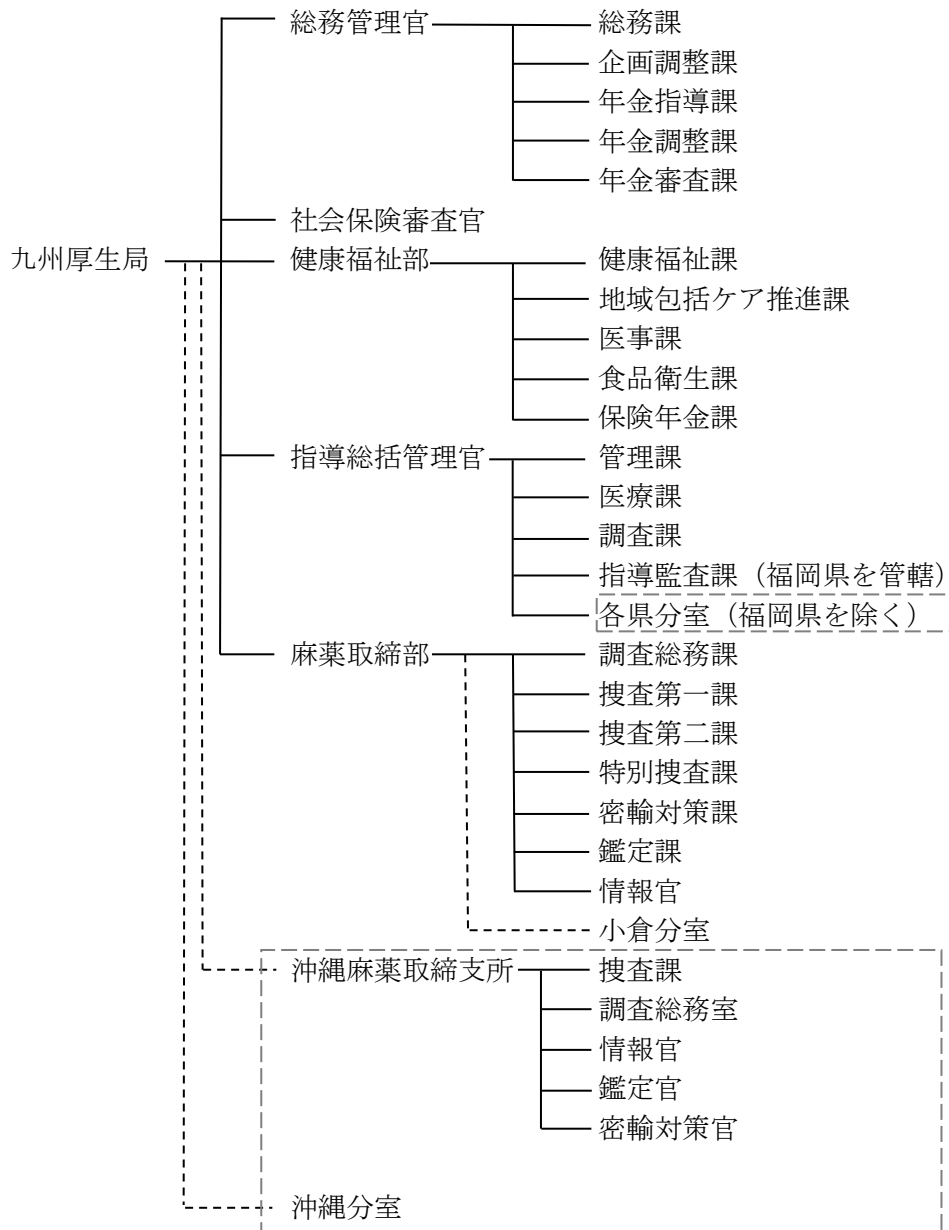 総務管理官 総務課
企画調整課
年金指導課
年金調整課
年金審査課
社会保険審査官
九州厚生局 健康福祉部 健康福祉課
地域包括ケア推進課
医事課
食品衛生課
保険年金課
指導総括管理官 管理課
医療課
調査課
指導監査課（福岡県を管轄）
各県分室（福岡県を除く）
麻薬取締部 調査総務課
捜査第一課
捜査第二課
特別捜査課
密輸対策課
鑑定課
情報官
小倉分室
沖縄麻薬取締支所 捜査課
調査総務室
情報官
鑑定官
密輸対策官
沖縄分室